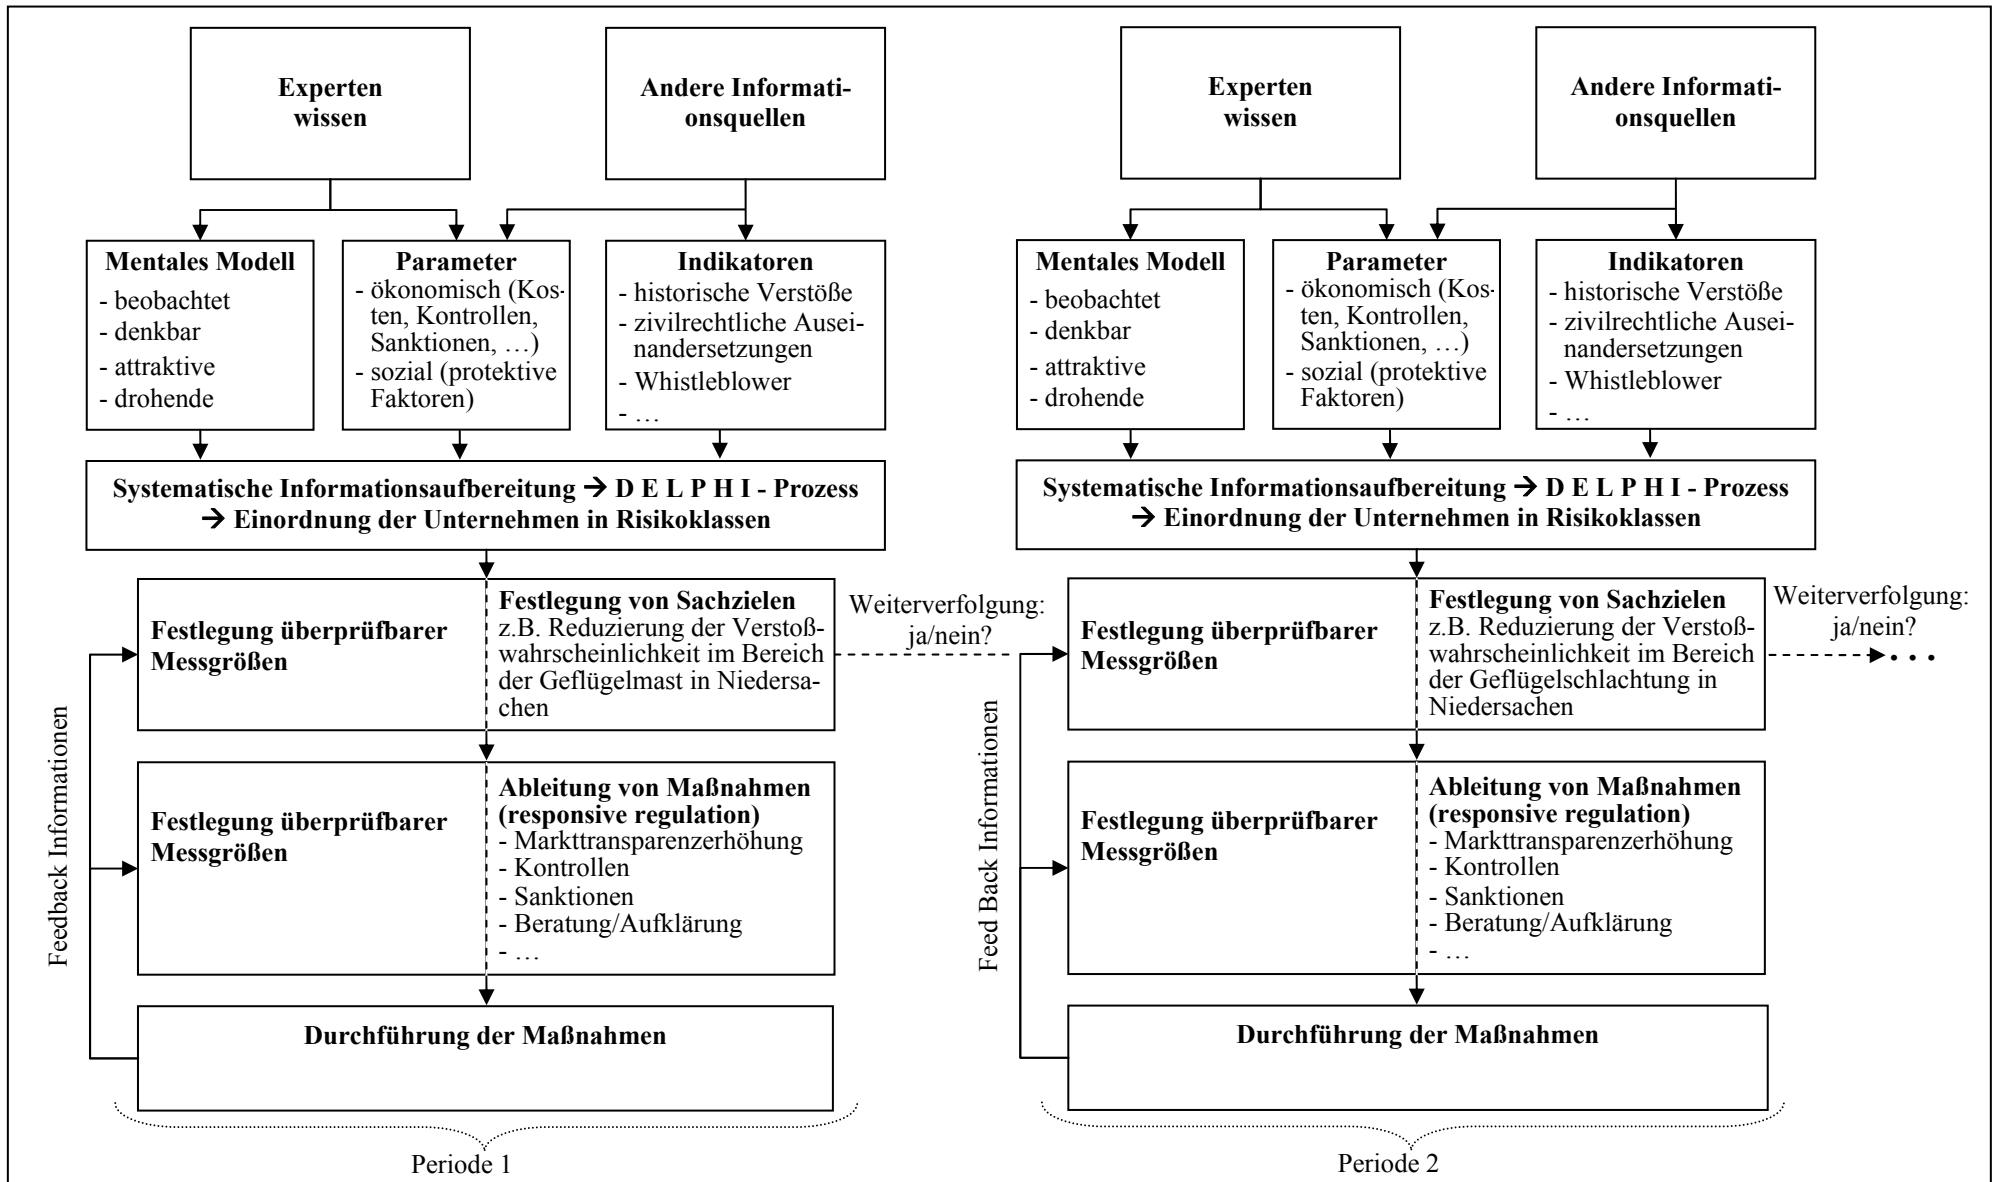 Experten
wissen
Andere Informati-
onsquellen
Mentales Modell
- beobachtet
- denkbar
- attraktive
- drohende
Parameter
- ökonomisch (Kos-
ten, Kontrollen,
Sanktionen, …)
- sozial (protektive
Faktoren)
Indikatoren
- historische Verstöße
- zivilrechtliche Ausei-
nandersetzungen
- Whistleblower
- …
Systematische Informationsaufbereitung → D E L P H I - Prozess
→ Einordnung der Unternehmen in Risikoklassen
Festlegung überprüfbarer
Messgrößen
Festlegung von Sachzielen
z.B. Reduzierung der Verstoß-
wahrscheinlichkeit im Bereich
der Geflügelmast in Niedersa-
chen
Weiterverfolgung:
ja/nein?
Festlegung überprüfbarer
Messgrößen
Ableitung von Maßnahmen
(responsive regulation)
- Markttransparenzerhöhung
- Kontrollen
- Sanktionen
- Beratung/Aufklärung
- …
Durchführung der Maßnahmen
Feedback Informationen
Periode 1
Experten
wissen
Andere Informati-
onsquellen
Mentales Modell
- beobachtet
- denkbar
- attraktive
- drohende
Parameter
- ökonomisch (Kos-
ten, Kontrollen,
Sanktionen, …)
- sozial (protektive
Faktoren)
Indikatoren
- historische Verstöße
- zivilrechtliche Ausei-
nandersetzungen
- Whistleblower
- …
Systematische Informationsaufbereitung → D E L P H I - Prozess
→ Einordnung der Unternehmen in Risikoklassen
Festlegung überprüfbarer
Messgrößen
Festlegung von Sachzielen
z.B. Reduzierung der Verstoß-
wahrscheinlichkeit im Bereich
der Geflügelschlachtung in
Niedersachen
Weiterverfolgung:
ja/nein?
. . .
Festlegung überprüfbarer
Messgrößen
Ableitung von Maßnahmen
(responsive regulation)
- Markttransparenzerhöhung
- Kontrollen
- Sanktionen
- Beratung/Aufklärung
- …
Durchführung der Maßnahmen
Feed Back Informationen
Periode 2